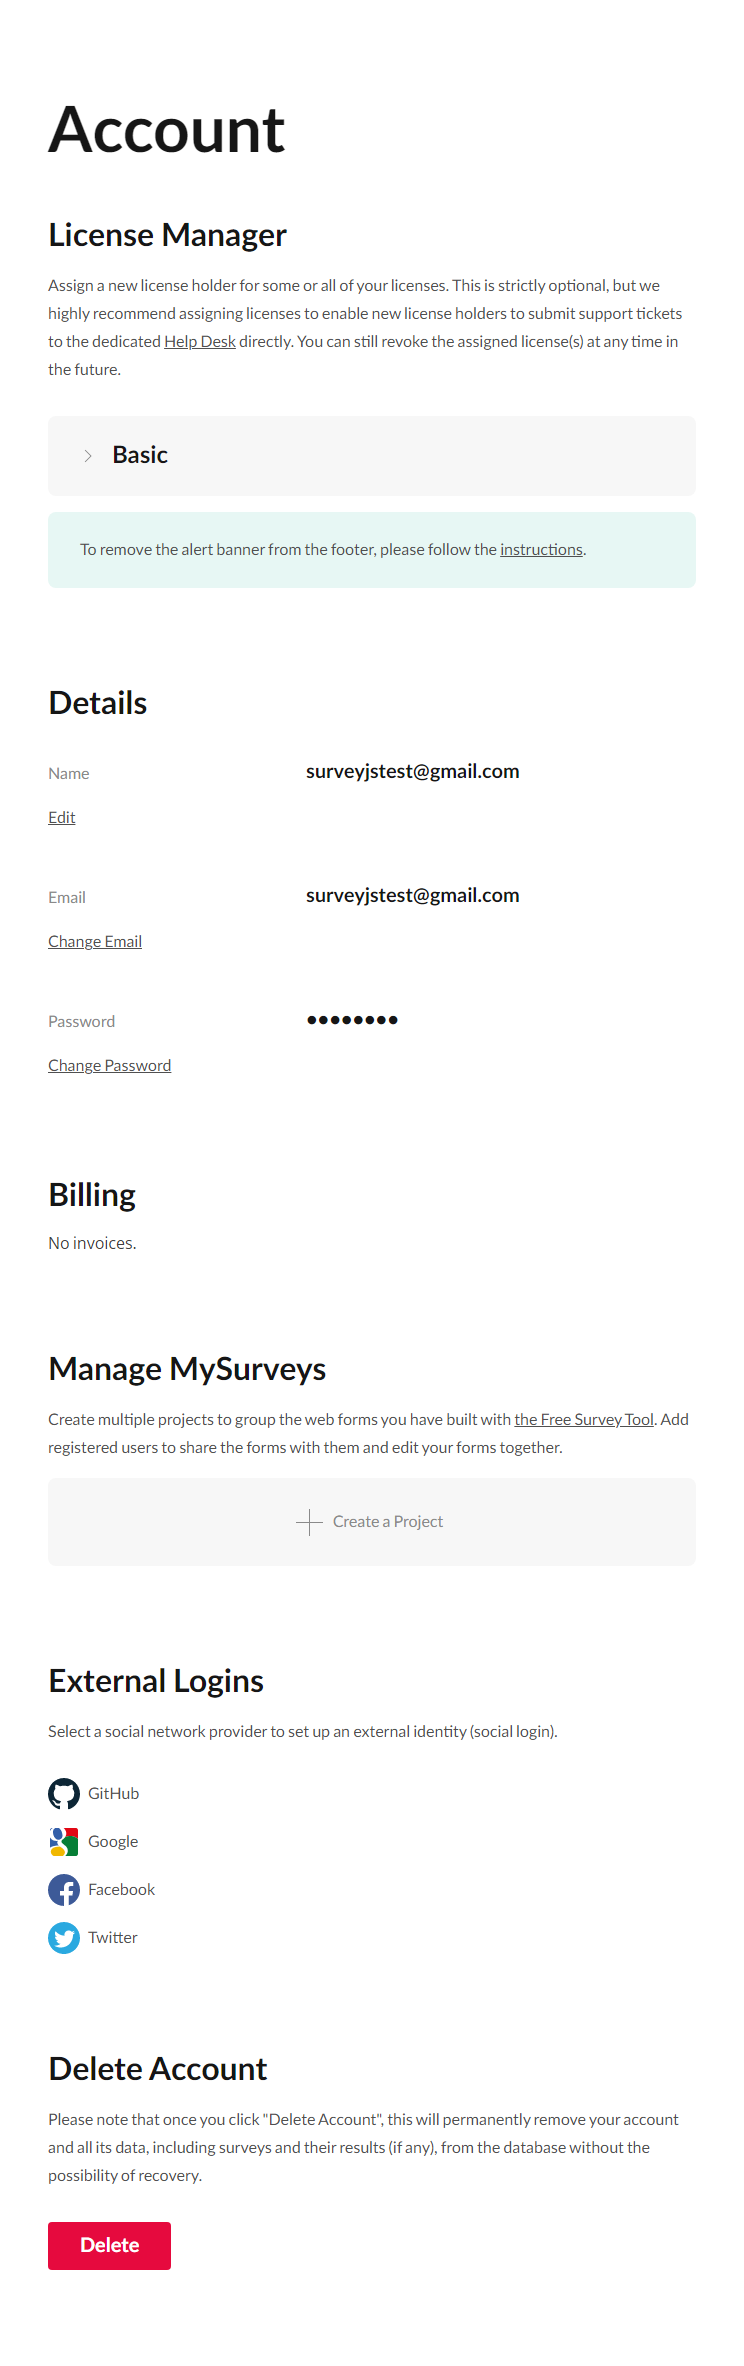 Account
License Manager
Assign a new license holder for some or all of your licenses. This is strictly optional, but we
highly recommend assigning licenses to enable new license holders to submit support tickets
to the dedicated Help Desk directly. You can still revoke the assigned license(s) at any time in
the future.
Basic
To remove the alert banner from the footer, please follow the instructions.
Details
Name surveyjstest@gmail.com
Edit
Email surveyjstest@gmail.com
Change Email
Password ••••••••
Change Password
Billing
No invoices.
Manage MySurveys
Create multiple projects to group the web forms you have built with the Free Survey Tool. Add
registered users to share the forms with them and edit your forms together.
Create a Project
External Logins
Select a social network provider to set up an external identity (social login).
GitHub
Google
Facebook
Twitter
Delete Account
Please note that once you click "Delete Account", this will permanently remove your account
and all its data, including surveys and their results (if any), from the database without the
possibility of recovery.
Delete